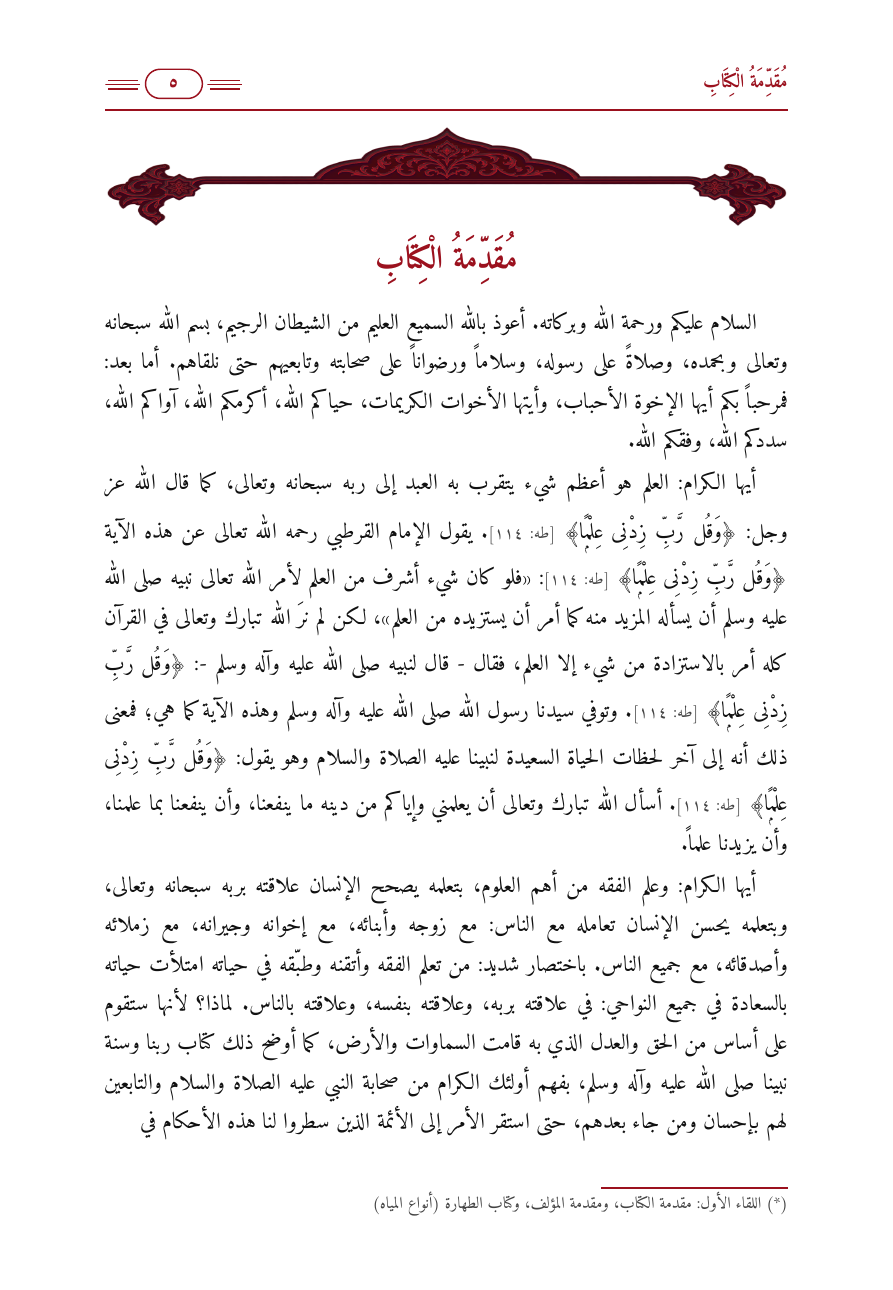 مُقَدِّمَةُ الْكِتَابِ
٥
مُقَدِّمَةُ الْكِتَابِ
السلام عليكم ورحمة الله وبركاته. أعوذ بالله السميع العليم من الشيطان الرجيم، بسم الله سبحانه
وتعالى وبحمده، وصلاةً على رسوله، وسلاماً ورضواناً على صحابته وتابعيهم حتى نلقاهم. أما بعد:
فمرحباً بكم أيها الإخوة الأحباب، وأيتها الأخوات الكريمات، حياكم الله، أكرمكم الله، آواكم الله،
سددكم الله، وفقكم الله.
أيها الكرام: العلم هو أعظم شيء يتقرب به العبد إلى ربه سبحانه وتعالى، كما قال الله عز
وجل: ﴿وَقُل رَّبِّ زِدْنِى عِلْمًا﴾ [طه: ١١٤]. يقول الإمام القرطبي رحمه الله تعالى عن هذه الآية
﴿وَقُل رَّبِّ زِدْنِى عِلْمًا﴾ [طه: ١١٤]: «فلو كان شيء أشرف من العلم لأمر الله تعالى نبيه صلى الله
عليه وسلم أن يسأله المزيد منه كما أمر أن يستزيده من العلم»، لكن لم نرَ الله تبارك وتعالى في القرآن
كله أمر بالاستزادة من شيء إلا العلم، فقال - قال لنبيه صلى الله عليه وآله وسلم -: ﴿وَقُل رَّبِّ
زِدْنِى عِلْمًا﴾ [طه: ١١٤]. وتوفي سيدنا رسول الله صلى الله عليه وآله وسلم وهذه الآية كما هي؛ فمعنى
ذلك أنه إلى آخر لحظات الحياة السعيدة لنبينا عليه الصلاة والسلام وهو يقول: ﴿وَقُل رَّبِّ زِدْنِى
عِلْمًا﴾ [طه: ١١٤]. أسأل الله تبارك وتعالى أن يعلمني وإياكم من دينه ما ينفعنا، وأن ينفعنا بما علمنا،
وأن يزيدنا علماً.
أيها الكرام: وعلم الفقه من أهم العلوم، بتعلمه يصحح الإنسان علاقته بربه سبحانه وتعالى،
وبتعلمه يحسن الإنسان تعامله مع الناس: مع زوجه وأبنائه، مع إخوانه وجيرانه، مع زملائه
وأصدقائه، مع جميع الناس. باختصار شديد: من تعلم الفقه وأتقنه وطبّقه في حياته امتلأت حياته
بالسعادة في جميع النواحي: في علاقته بربه، وعلاقته بنفسه، وعلاقته بالناس. لماذا؟ لأنها ستقوم
على أساس من الحق والعدل الذي به قامت السماوات والأرض، كما أوضح ذلك كتاب ربنا وسنة
نبينا صلى الله عليه وآله وسلم، بفهم أولئك الكرام من صحابة النبي عليه الصلاة والسلام والتابعين
لهم بإحسان ومن جاء بعدهم، حتى استقر الأمر إلى الأئمة الذين سطروا لنا هذه الأحكام في
(*) اللقاء الأول: مقدمة الكتاب، ومقدمة المؤلف، وكتاب الطهارة (أنواع المياه)